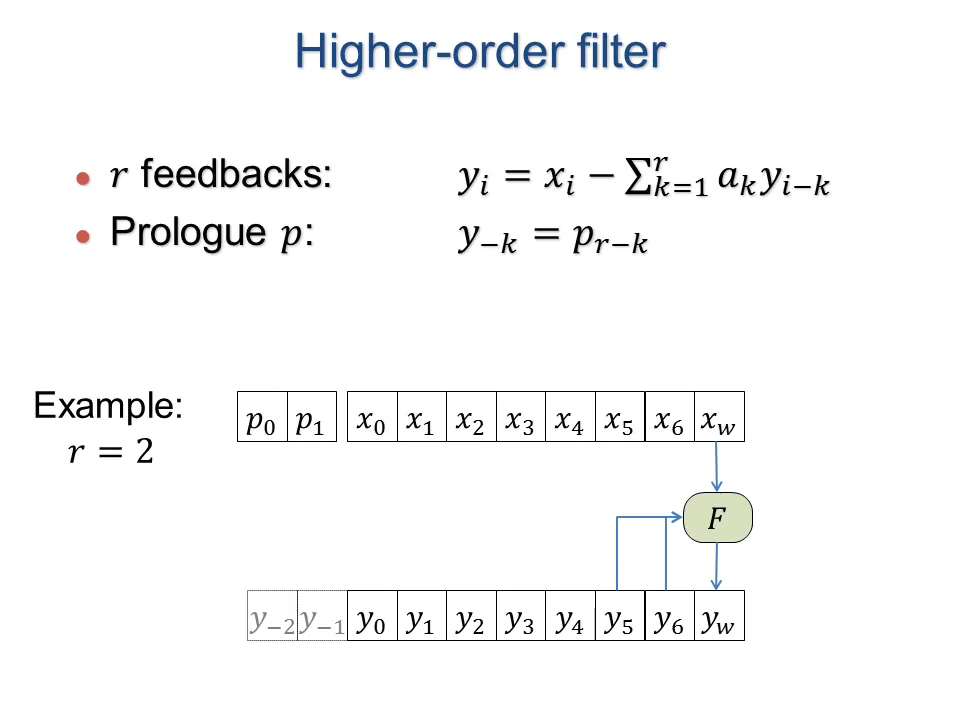 Higher-order filter
• 𝑟 feedbacks: 𝑦ᵢ = 𝑥ᵢ − ∑ʳₖ₌₁ 𝑎ₖ𝑦ᵢ₋ₖ
• Prologue 𝑝: 𝑦₋ₖ = 𝑝ᵣ₋ₖ
Example:
𝑟 = 2
𝑝₀ 𝑝₁ 𝑥₀ 𝑥₁ 𝑥₂ 𝑥₃ 𝑥₄ 𝑥₅ 𝑥₆ 𝑥_w
𝐹
𝑦₋₂ 𝑦₋₁ 𝑦₀ 𝑦₁ 𝑦₂ 𝑦₃ 𝑦₄ 𝑦₅ 𝑦₆ 𝑦_w